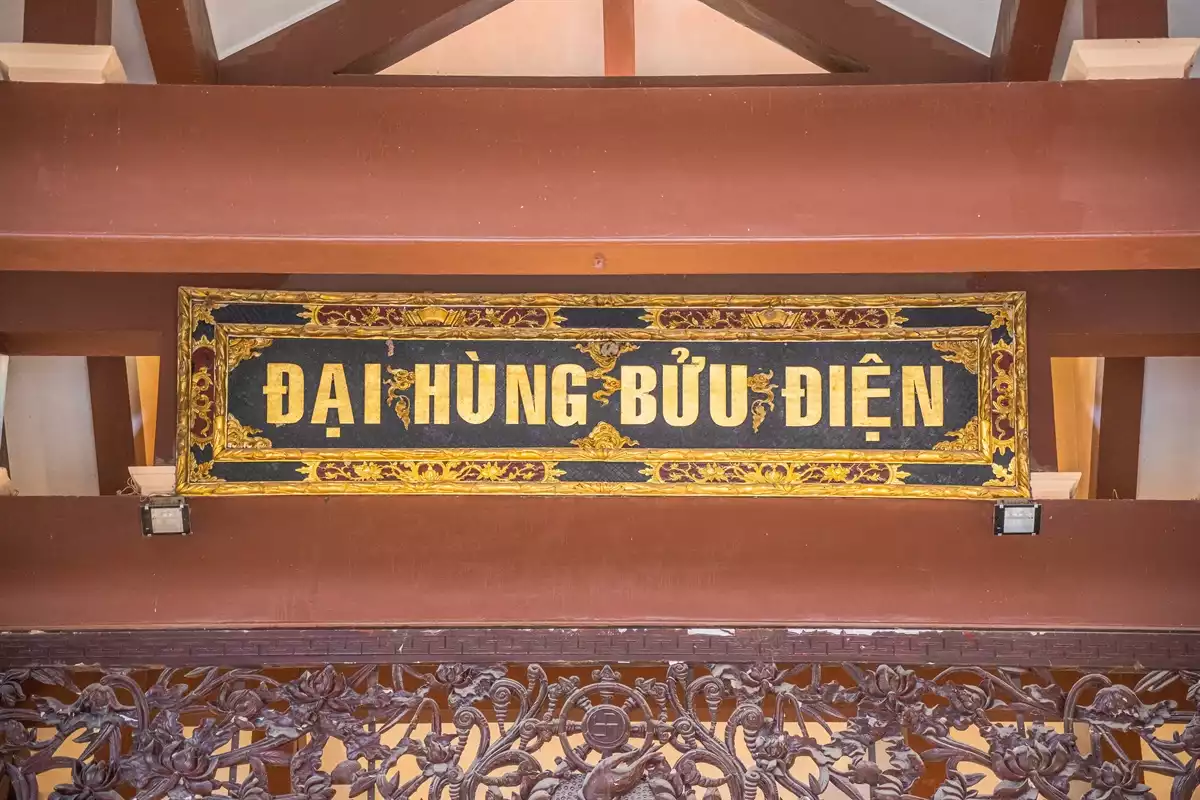 ĐẠI HÙNG BỬU ĐIỆN